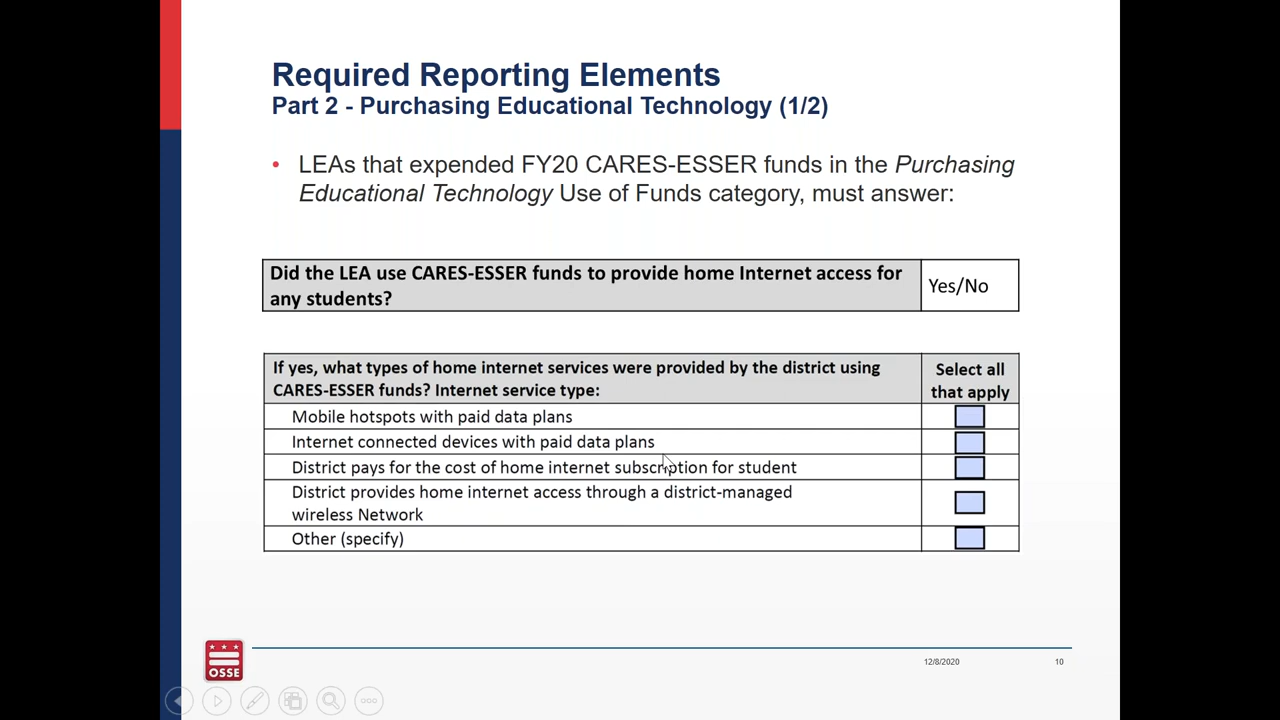 Required Reporting Elements
Part 2 - Purchasing Educational Technology (1/2)
• LEAs that expended FY20 CARES-ESSER funds in the Purchasing
Educational Technology Use of Funds category, must answer:
Did the LEA use CARES-ESSER funds to provide home Internet access for
any students?
Yes/No
If yes, what types of home internet services were provided by the district using
CARES-ESSER funds? Internet service type:
Select all
that apply
Mobile hotspots with paid data plans
Internet connected devices with paid data plans
District pays for the cost of home internet subscription for student
District provides home internet access through a district-managed
wireless Network
Other (specify)
OSSE
12/8/2020
10